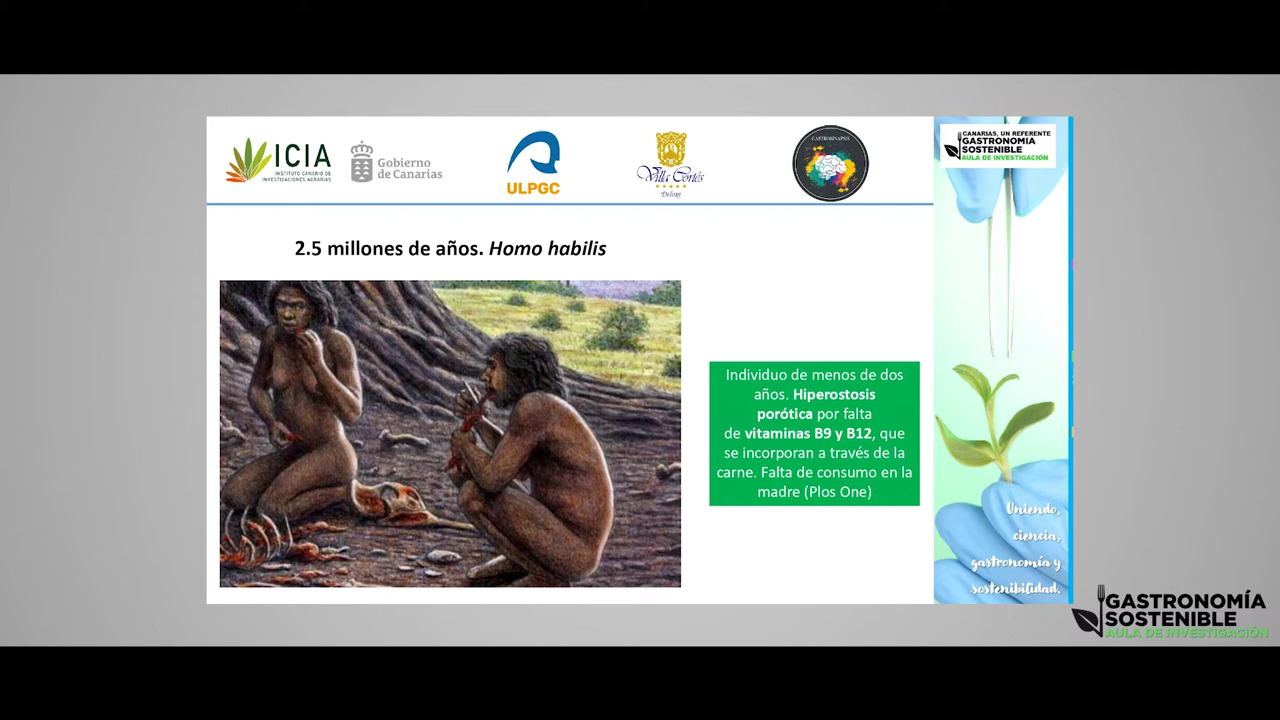 ICIA
INSTITUTO CANARIO DE
INVESTIGACIONES AGRARIAS
Gobierno
de Canarias
ULPGC
Villa Cortés
Deluxe
GASTROSINAPSIS
CANARIAS, UN REFERENTE
GASTRONOMÍA
SOSTENIBLE
AULA DE INVESTIGACIÓN
2.5 millones de años. Homo habilis
Individuo de menos de dos
años. Hiperostosis
porótica por falta
de vitaminas B9 y B12, que
se incorporan a través de la
carne. Falta de consumo en la
madre (Plos One)
Uniendo,
ciencia,
gastronomía y
sostenibilidad.
GASTRONOMÍA
SOSTENIBLE
AULA DE INVESTIGACIÓN